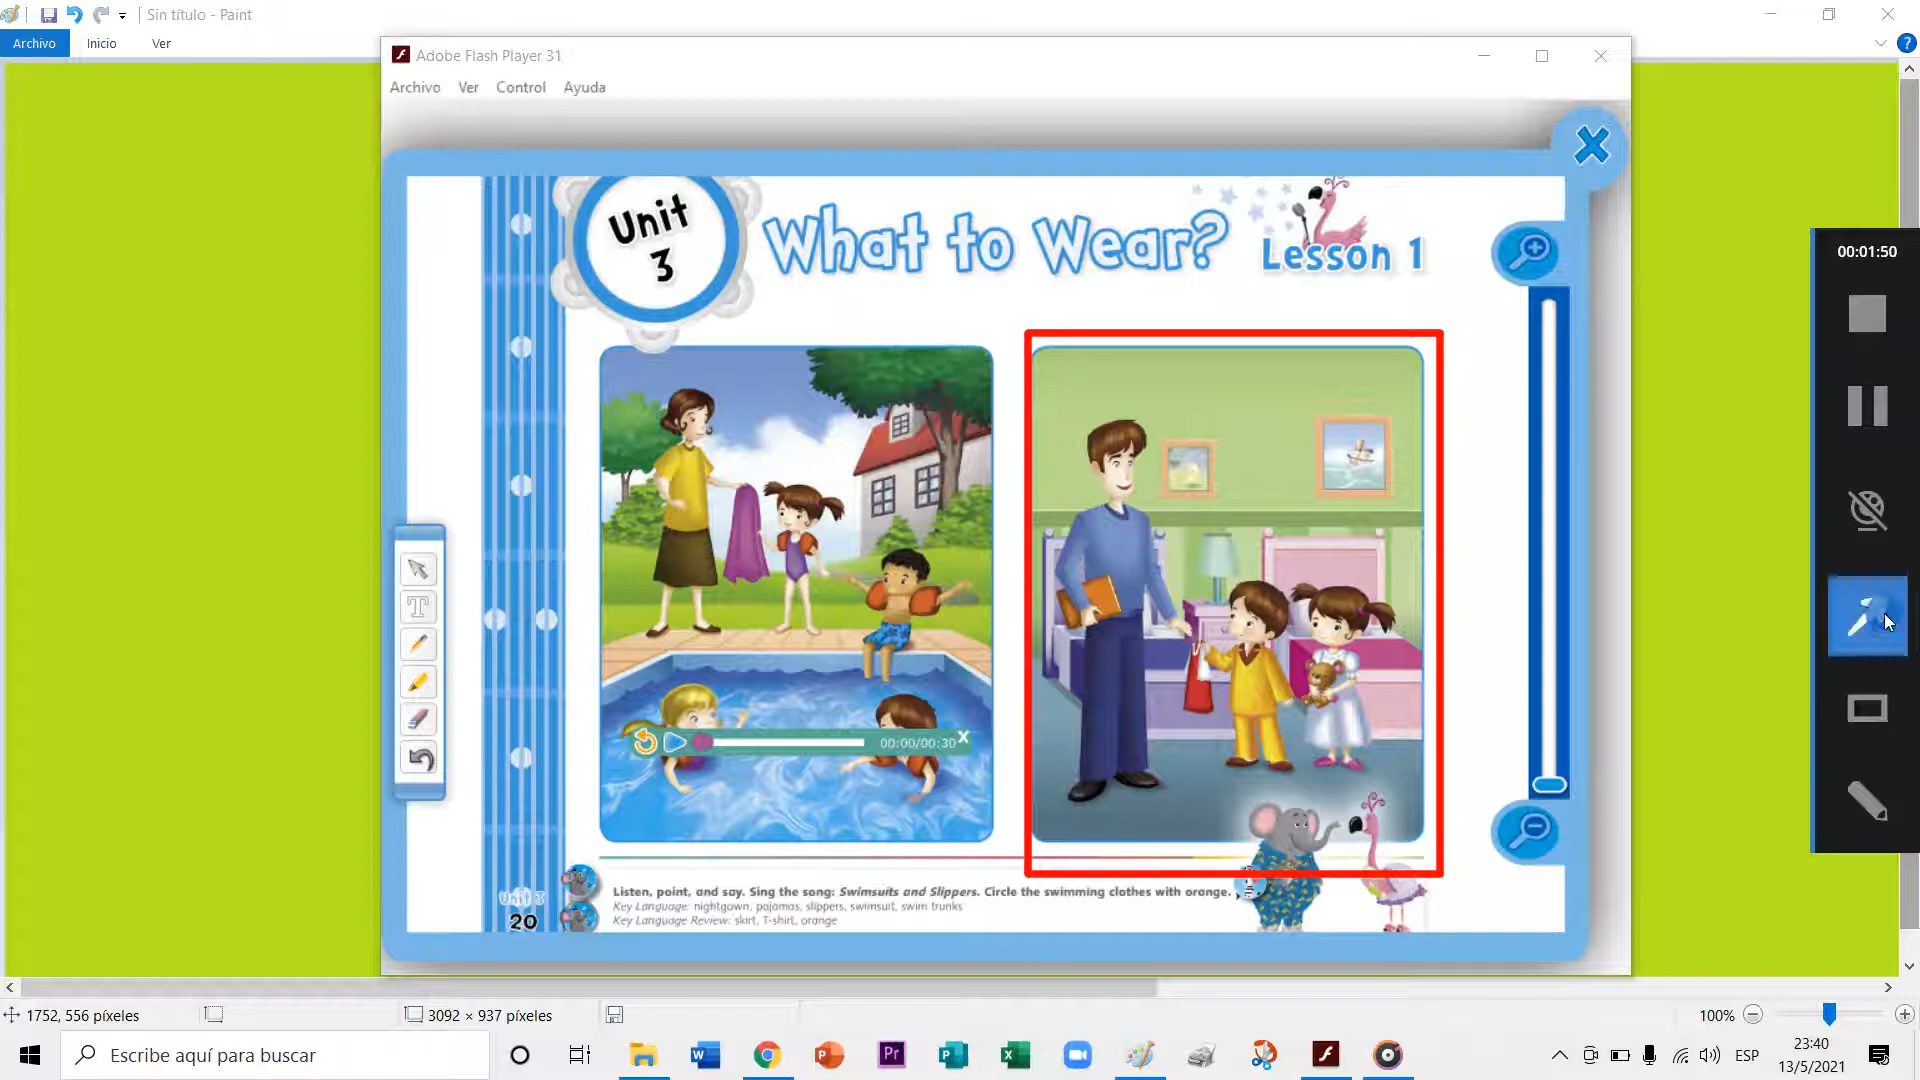 Sin título - Paint
Archivo Inicio Ver
Adobe Flash Player 31
Archivo Ver Control Ayuda
Unit
3
What to Wear?
Lesson 1
00:01:50
T
00:00/00:30
X
Listen, point, and say. Sing the song: Swimsuits and Slippers. Circle the swimming clothes with orange.
Key Language: nightgown, pajamas, slippers, swimsuit, swim trunks
Key Language Review: skirt, T-shirt, orange
Unit 3
20
1752, 556 píxeles
3092 × 937 píxeles
100%
Escribe aquí para buscar
ESP
23:40
13/5/2021